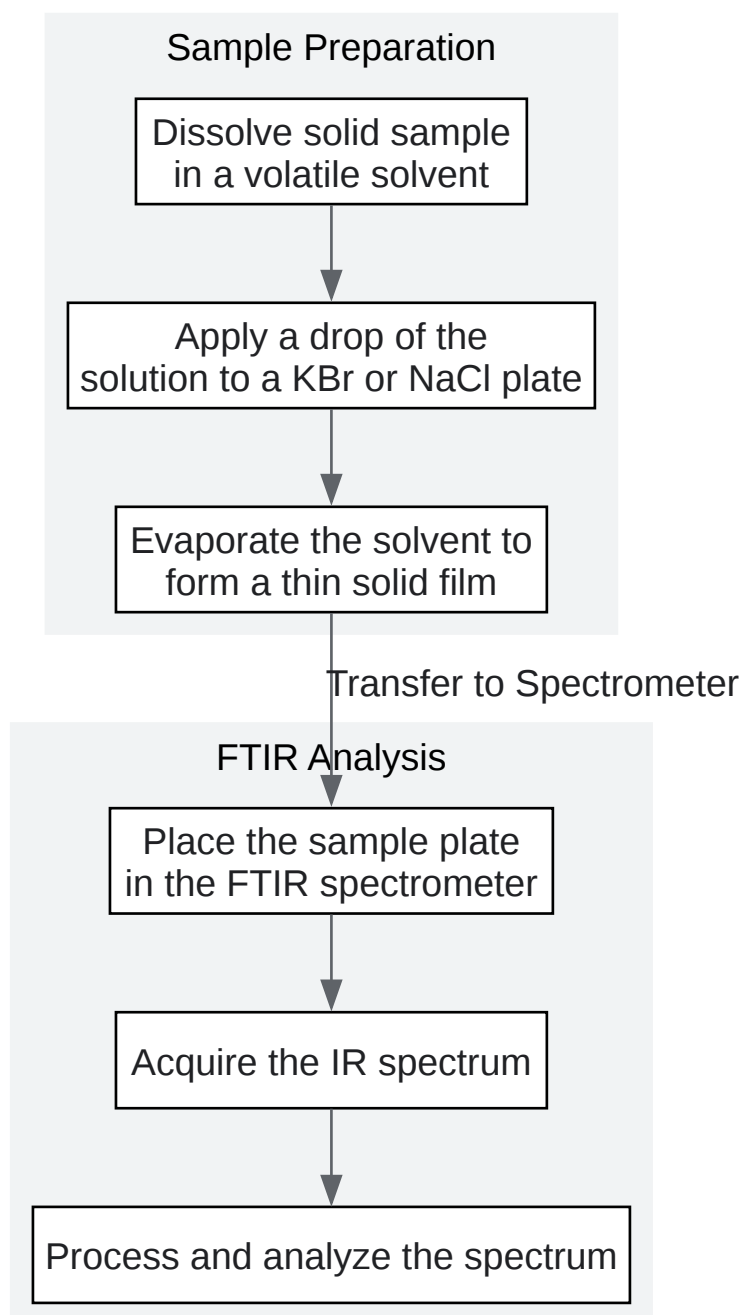 Sample Preparation
Dissolve solid sample
in a volatile solvent
Apply a drop of the
solution to a KBr or NaCl plate
Evaporate the solvent to
form a thin solid film
Transfer to Spectrometer
FTIR Analysis
Place the sample plate
in the FTIR spectrometer
Acquire the IR spectrum
Process and analyze the spectrum